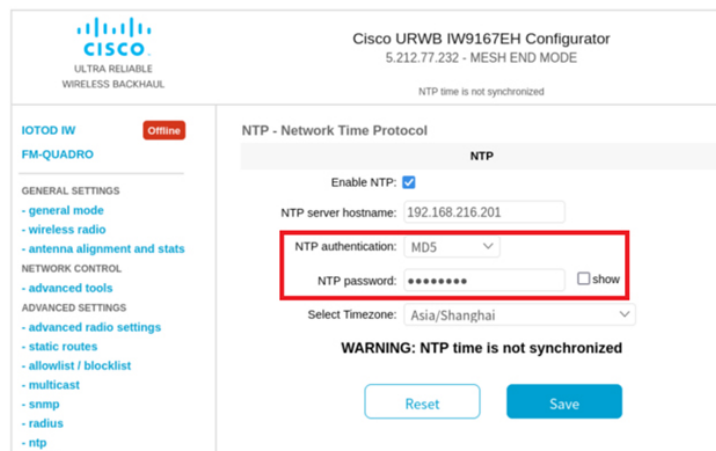 CISCO
ULTRA RELIABLE
WIRELESS BACKHAUL
Cisco URWB IW9167EH Configurator
5.212.77.232 - MESH END MODE
NTP time is not synchronized
IOTOD IW Offline
FM-QUADRO
GENERAL SETTINGS
- general mode
- wireless radio
- antenna alignment and stats
NETWORK CONTROL
- advanced tools
ADVANCED SETTINGS
- advanced radio settings
- static routes
- allowlist / blocklist
- multicast
- snmp
- radius
- ntp
NTP - Network Time Protocol
NTP
Enable NTP:
NTP server hostname: 192.168.216.201
NTP authentication: MD5
NTP password: ●●●●●●●● show
Select Timezone: Asia/Shanghai
WARNING: NTP time is not synchronized
Reset Save